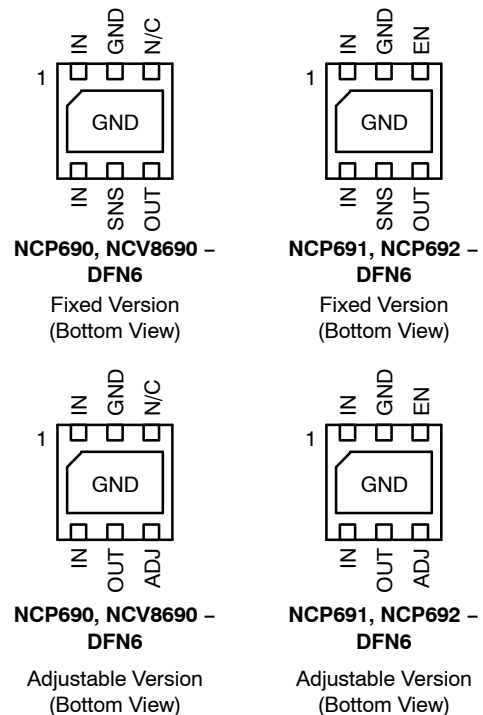 IN GND N/C
1
GND
IN SNS OUT
NCP690, NCV8690 −
DFN6
Fixed Version
(Bottom View)
IN GND EN
1
GND
IN SNS OUT
NCP691, NCP692 −
DFN6
Fixed Version
(Bottom View)
IN GND N/C
1
GND
IN OUT ADJ
NCP690, NCV8690 −
DFN6
Adjustable Version
(Bottom View)
IN GND EN
1
GND
IN OUT ADJ
NCP691, NCP692 −
DFN6
Adjustable Version
(Bottom View)